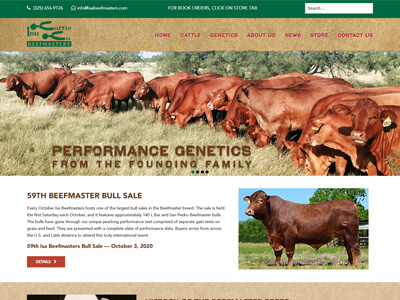 (325) 656-9126 info@isabeefmasters.com FOR BOOK ORDERS, CLICK ON STORE TAB Search ...
Isa Cattle Co.
BEEFMASTERS
HOME CATTLE GENETICS ABOUT US NEWS STORE CONTACT US
PERFORMANCE GENETICS
FROM THE FOUNDING FAMILY
59TH BEEFMASTER BULL SALE
Every October Isa Beefmasters hosts one of the largest bull sales in the Beefmaster breed. The sale is held
the first Saturday each October, and it features approximately 140 L Bar and San Pedro Beefmaster bulls.
The bulls have gone through our unique yearling performance test comprised of separate gain tests on
grass and feed. They are presented with a complete slate of performance data. Buyers arrive from across
the U.S. and Latin America to attend this truly international event.
59th Isa Beefmasters Bull Sale — October 3, 2020
DETAILS